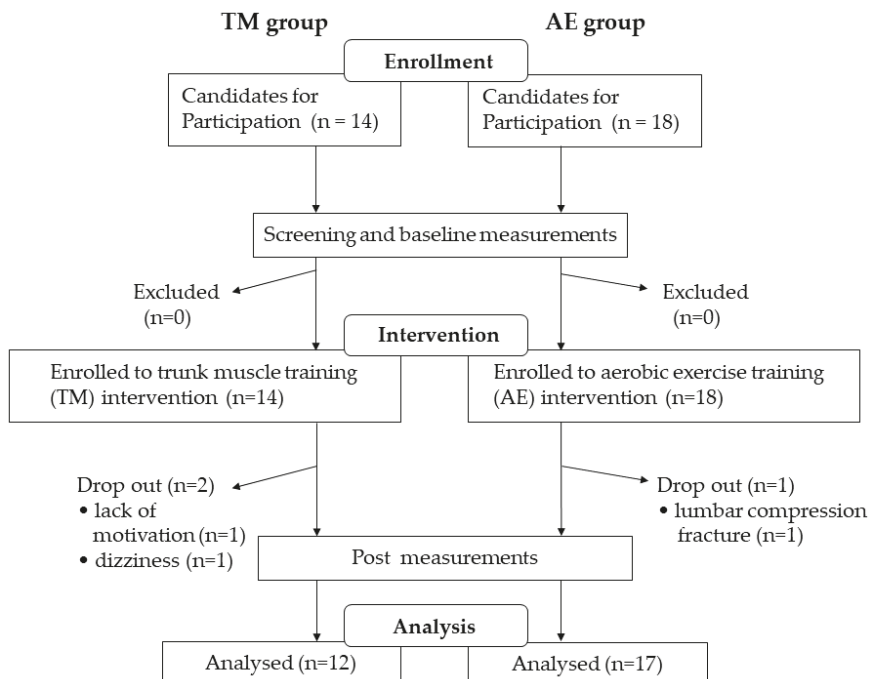 TM group
AE group
Enrollment
Candidates for
Participation (n = 14)
Candidates for
Participation (n = 18)
Screening and baseline measurements
Excluded
(n=0)
Excluded
(n=0)
Intervention
Enrolled to trunk muscle training
(TM) intervention (n=14)
Enrolled to aerobic exercise training
(AE) intervention (n=18)
Drop out (n=2)
• lack of
motivation (n=1)
• dizziness (n=1)
Drop out (n=1)
• lumbar compression
fracture (n=1)
Post measurements
Analysis
Analysed (n=12)
Analysed (n=17)